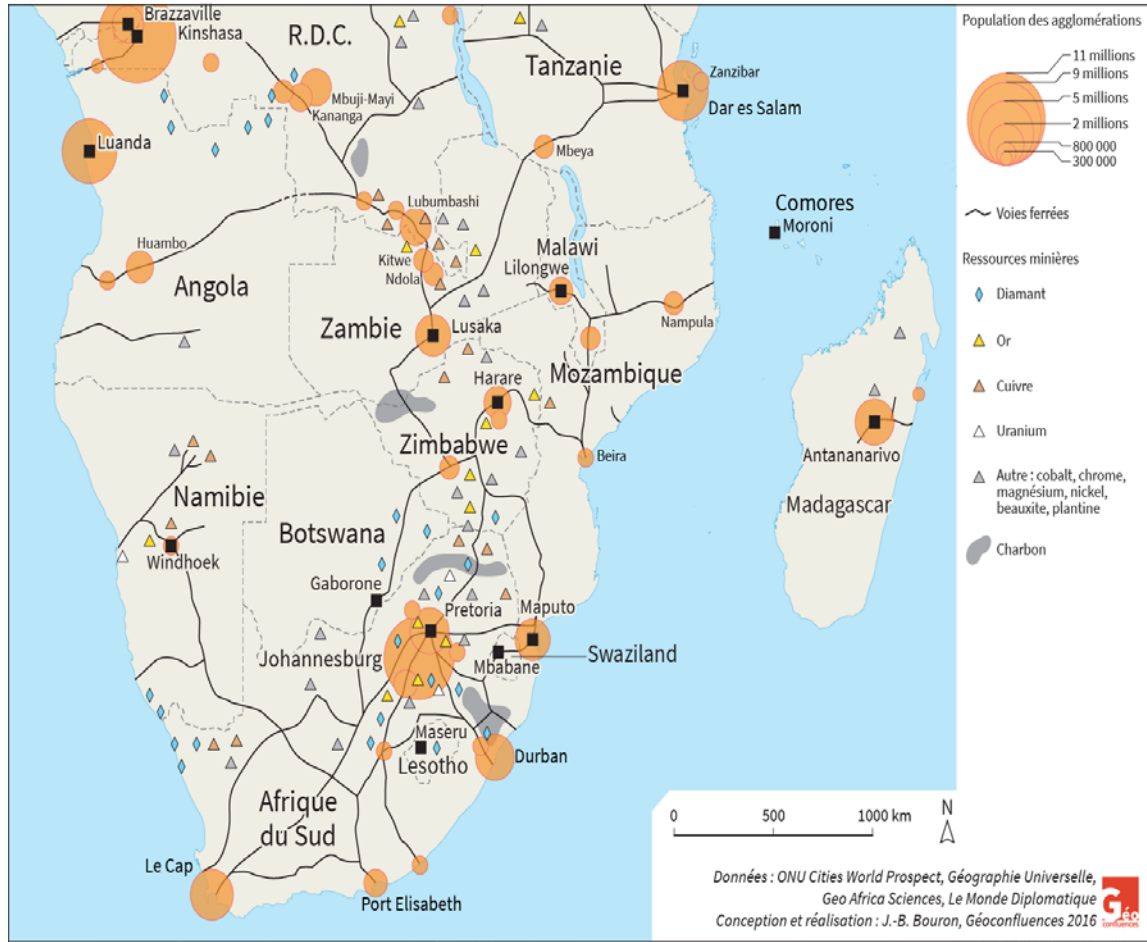 Brazzaville
Kinshasa
R.D.C.
Mbuji-Mayi
Kananga
Luanda
Tanzanie
Zanzibar
Dar es Salam
Mbeya
Lubumbashi
Comores
Moroni
Huambo
Angola
Kitwe
Ndola
Malawi
Lilongwe
Zambie
Lusaka
Nampula
Harare
Mozambique
Zimbabwe
Beira
Antananarivo
Madagascar
Namibie
Windhoek
Botswana
Gaborone
Pretoria
Maputo
Johannesburg
Mbabane
Swaziland
Maseru
Lesotho
Durban
Afrique
du Sud
Le Cap
Port Elisabeth
Population des agglomérations
11 millions
9 millions
5 millions
2 millions
800 000
300 000
Voies ferrées
Ressources minières
Diamant
Or
Cuivre
Uranium
Autre : cobalt, chrome,
magnésium, nickel,
beauxite, plantine
Charbon
0 500 1000 km
N
Données : ONU Cities World Prospect, Géographie Universelle,
Geo Africa Sciences, Le Monde Diplomatique
Conception et réalisation : J.-B. Bouron, Géoconfluences 2016
Géo
confluences